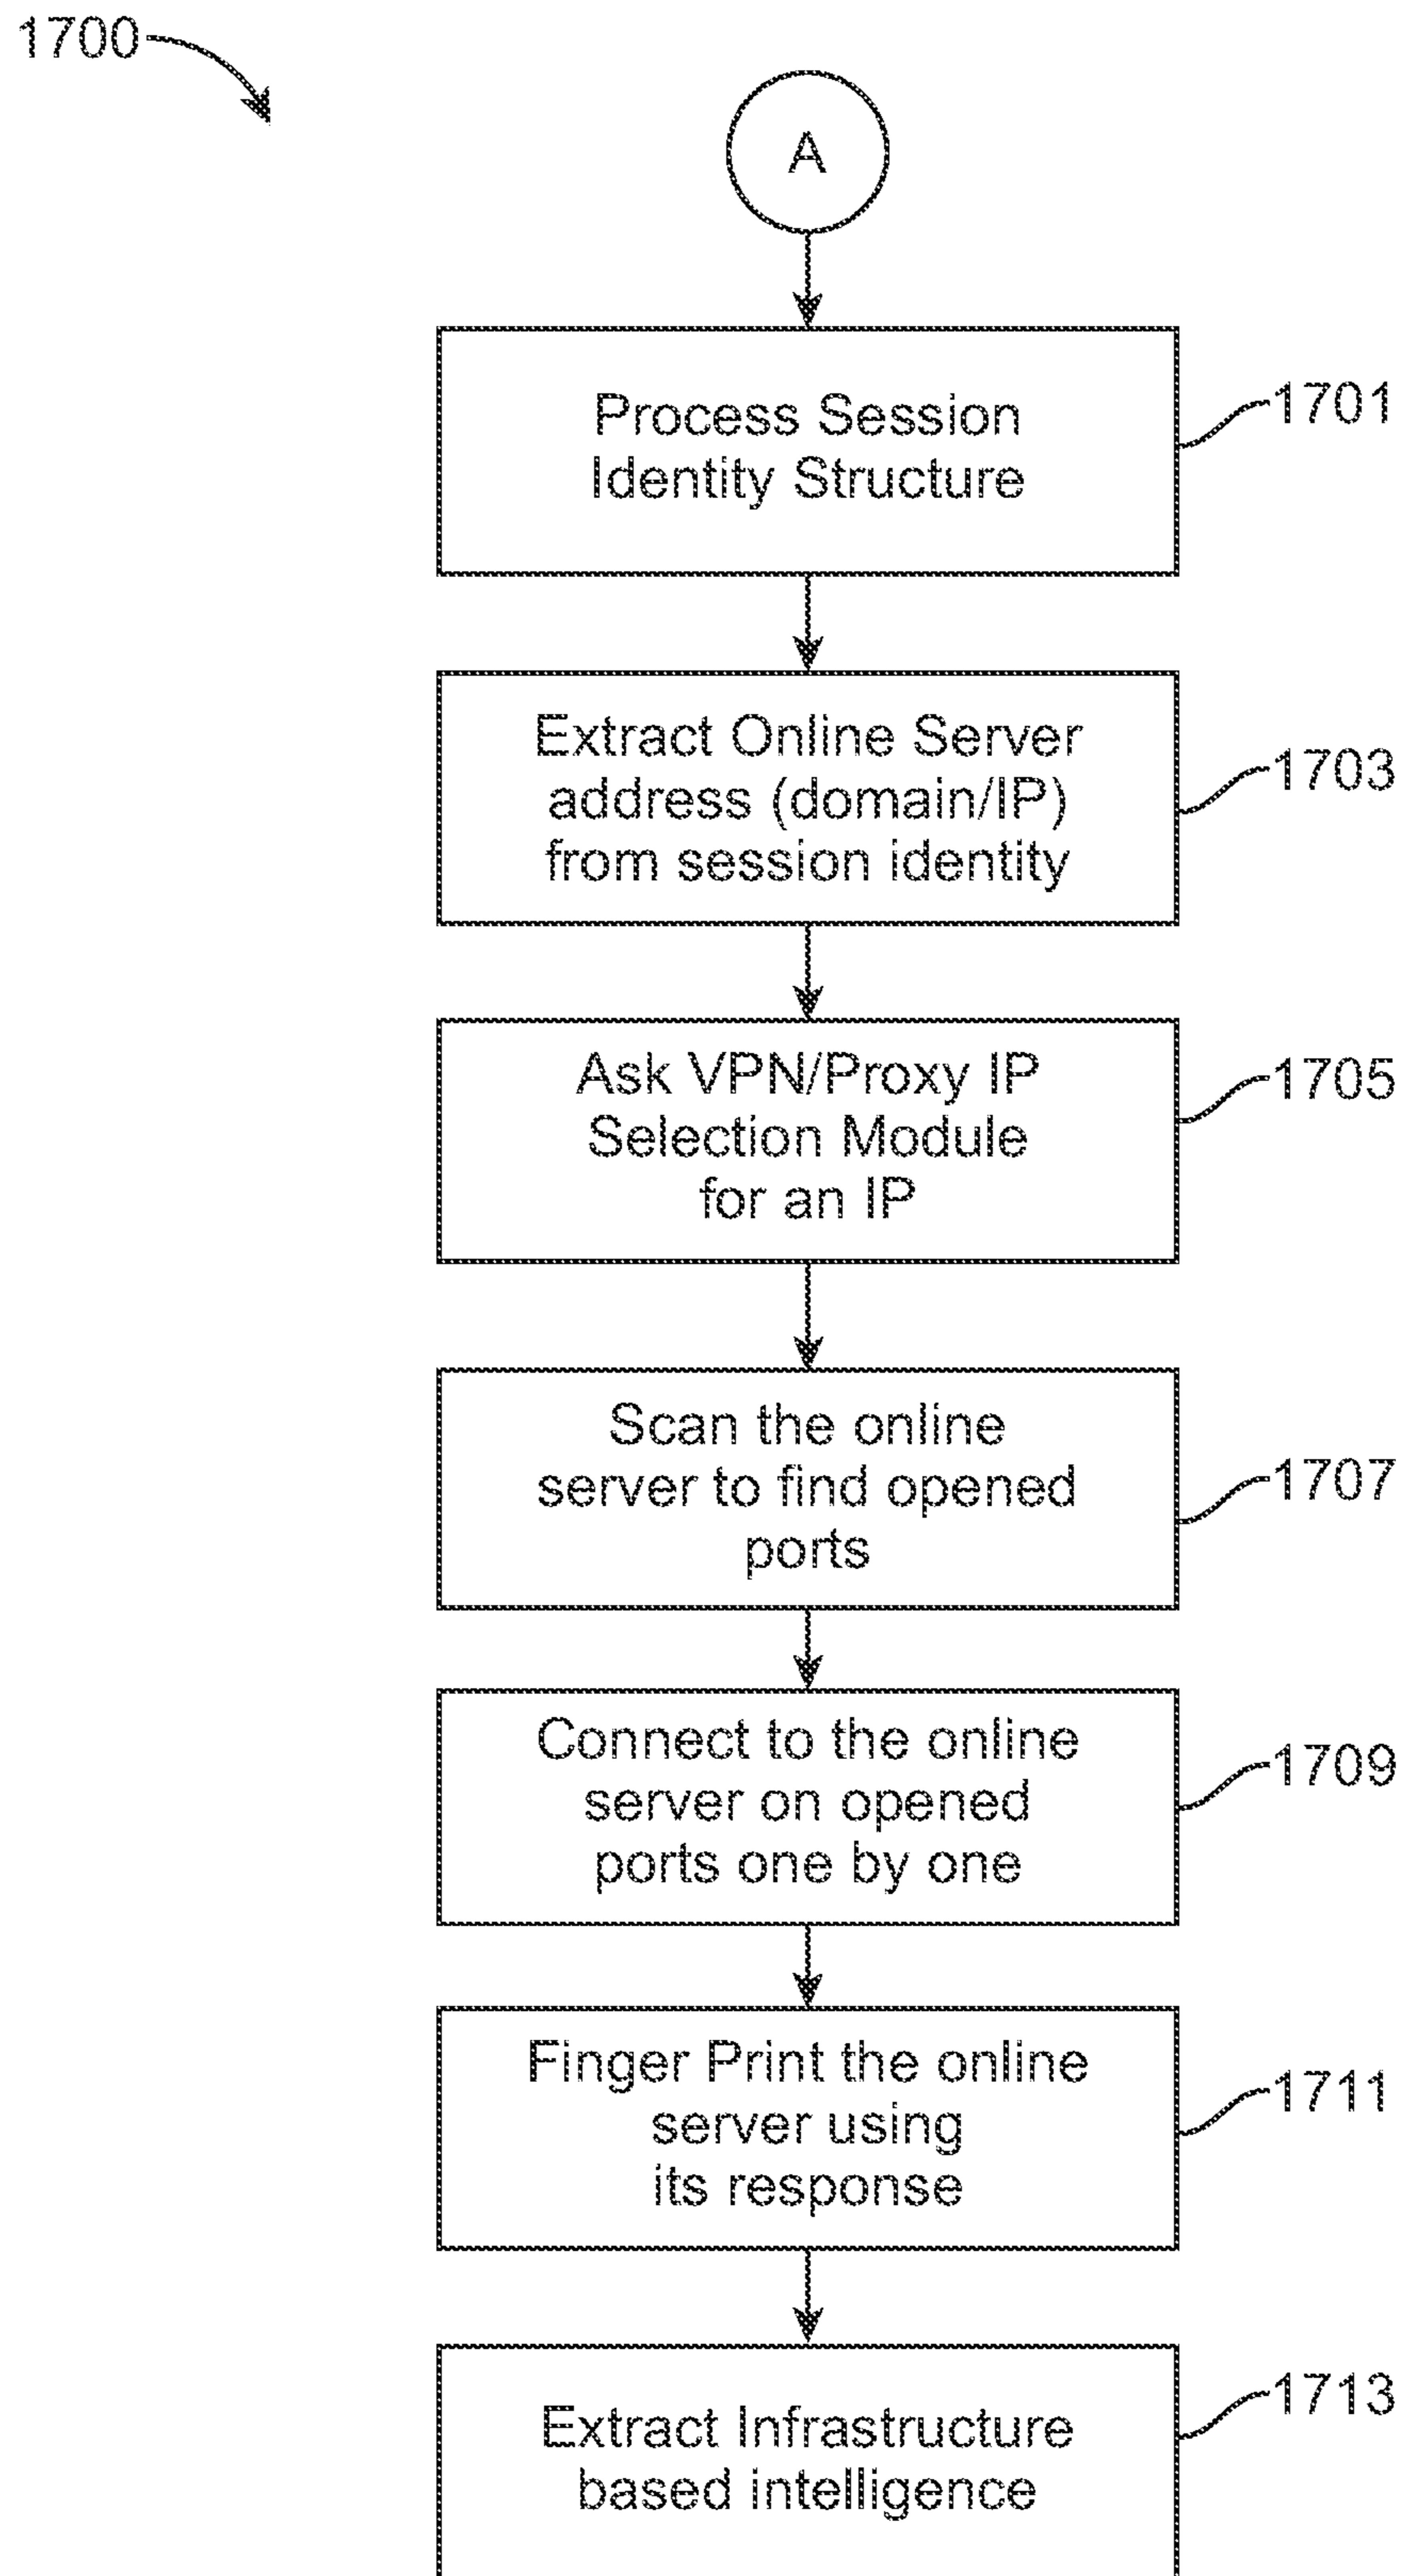 1700
A
Process Session
Identity Structure
1701
Extract Online Server
address (domain/IP)
from session identity
1703
Ask VPN/Proxy IP
Selection Module
for an IP
1705
Scan the online
server to find opened
ports
1707
Connect to the online
server on opened
ports one by one
1709
Finger Print the online
server using
its response
1711
Extract Infrastructure
based intelligence
1713